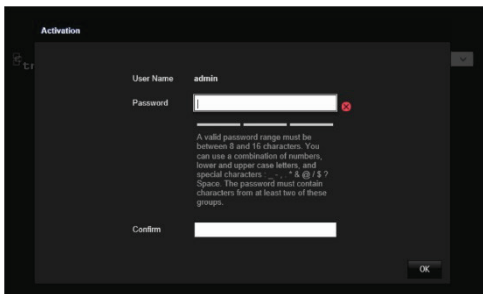 Activation
tr
User Name admin
Password
A valid password range must be
between 8 and 16 characters. You
can use a combination of numbers,
lower and upper case letters, and
special characters : _ - , . * & @ / $ ?
Space. The password must contain
characters from at least two of these
groups.
Confirm
OK